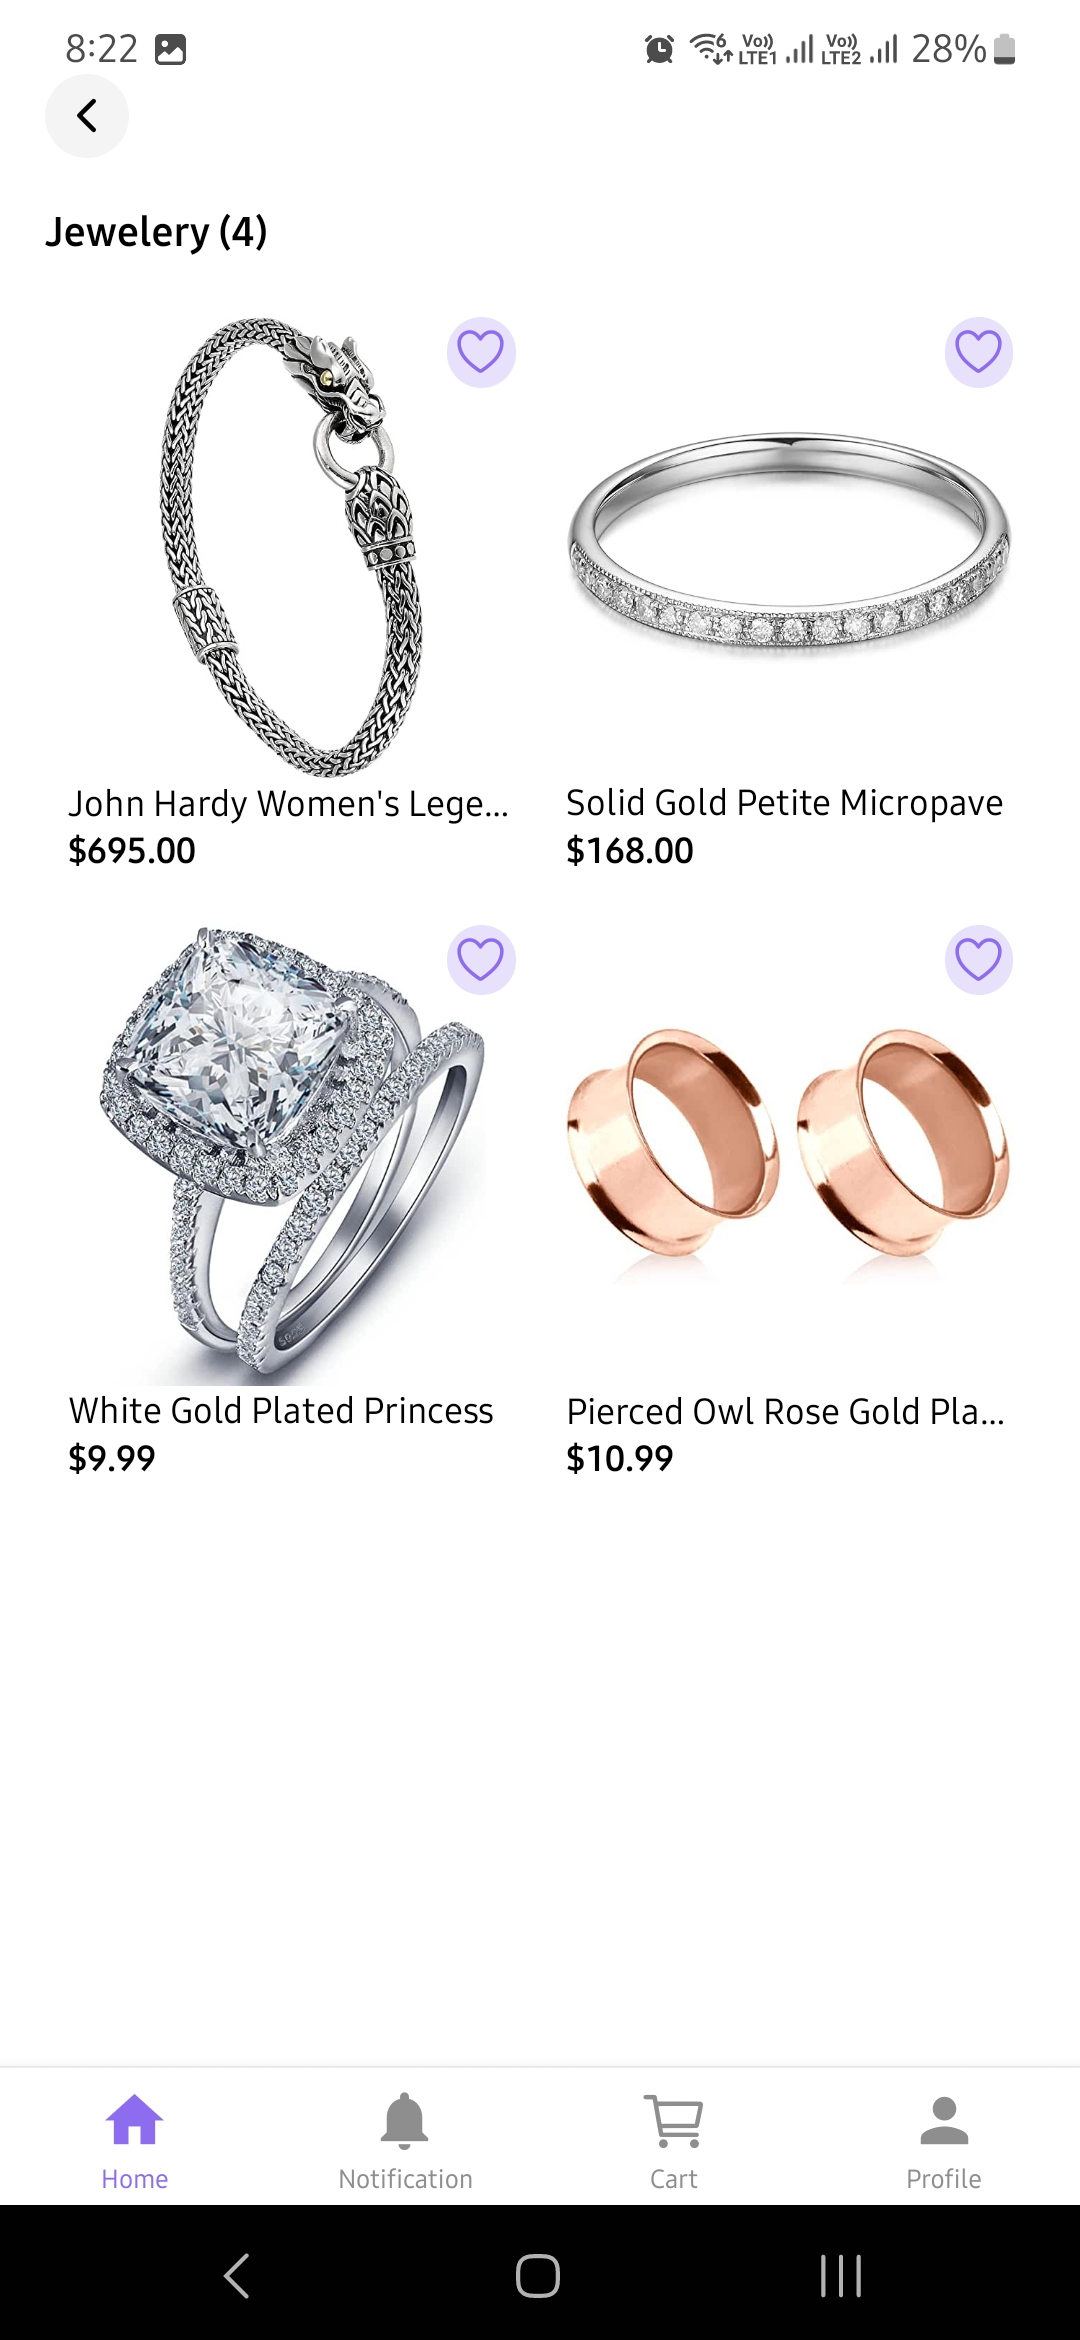 8:22 6 Vo)) LTE1 Vo)) LTE2 28%
Jewelery (4)
John Hardy Women's Lege...
$695.00
Solid Gold Petite Micropave
$168.00
White Gold Plated Princess
$9.99
Pierced Owl Rose Gold Pla...
$10.99
Home
Notification
Cart
Profile